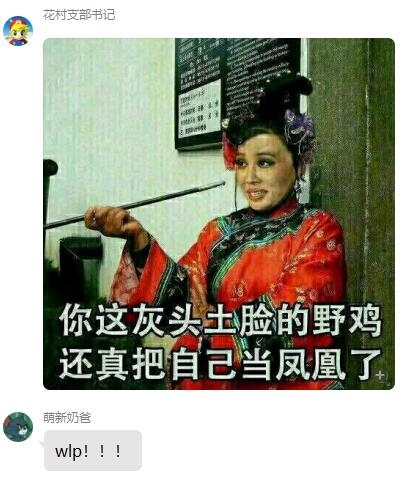 花村支部书记
你这灰头土脸的野鸡
还真把自己当凤凰了
萌新奶爸
wlp！！！